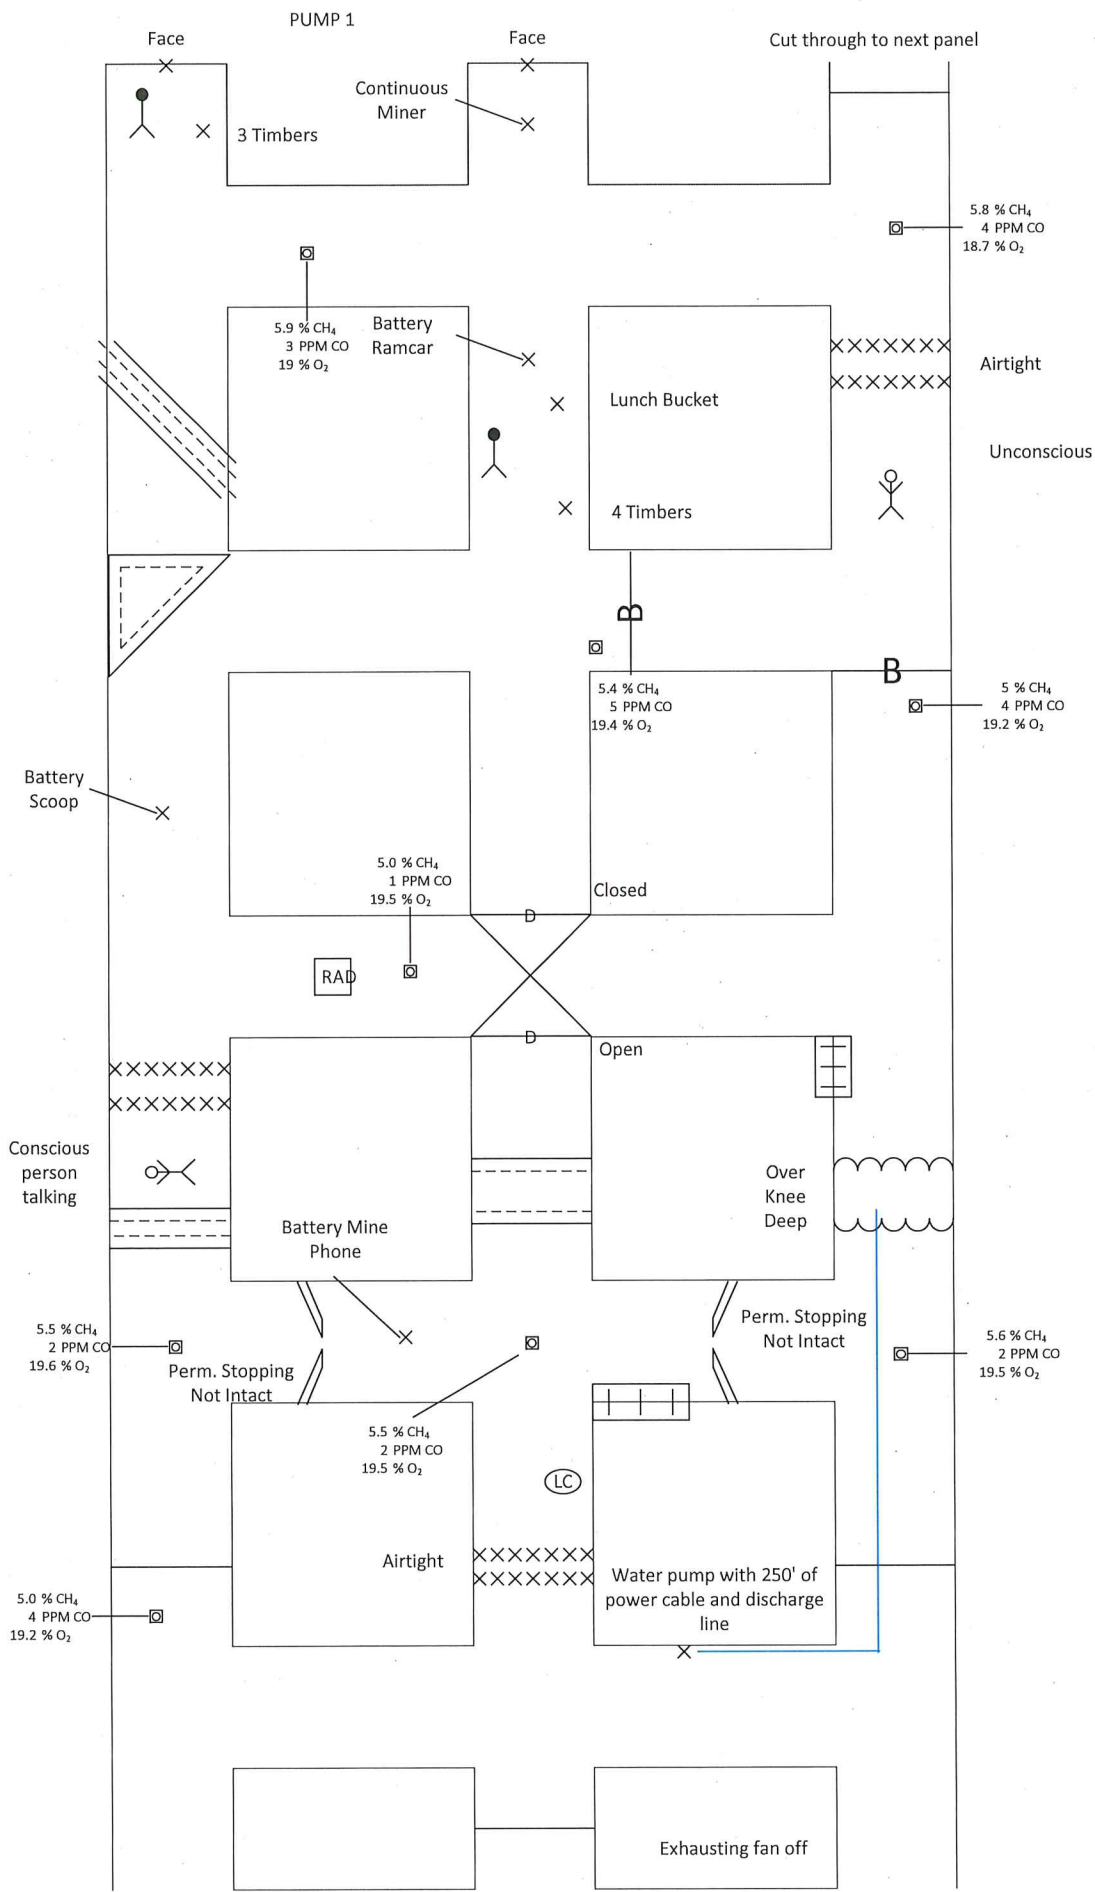 PUMP 1
Face
Face
Cut through to next panel
Continuous
Miner
3 Timbers
5.8 % CH₄
4 PPM CO
18.7 % O₂
5.9 % CH₄
3 PPM CO
19 % O₂
Battery
Ramcar
Airtight
Lunch Bucket
Unconscious
4 Timbers
B
B
5.4 % CH₄
5 PPM CO
19.4 % O₂
5 % CH₄
4 PPM CO
19.2 % O₂
Battery
Scoop
5.0 % CH₄
1 PPM CO
19.5 % O₂
Closed
D
RAD
D
Open
Conscious
person
talking
Over
Knee
Deep
Battery Mine
Phone
5.5 % CH₄
2 PPM CO
19.6 % O₂
Perm. Stopping
Not Intact
Perm. Stopping
Not Intact
5.6 % CH₄
2 PPM CO
19.5 % O₂
5.5 % CH₄
2 PPM CO
19.5 % O₂
LC
Airtight
Water pump with 250' of
power cable and discharge
line
5.0 % CH₄
4 PPM CO
19.2 % O₂
Exhausting fan off